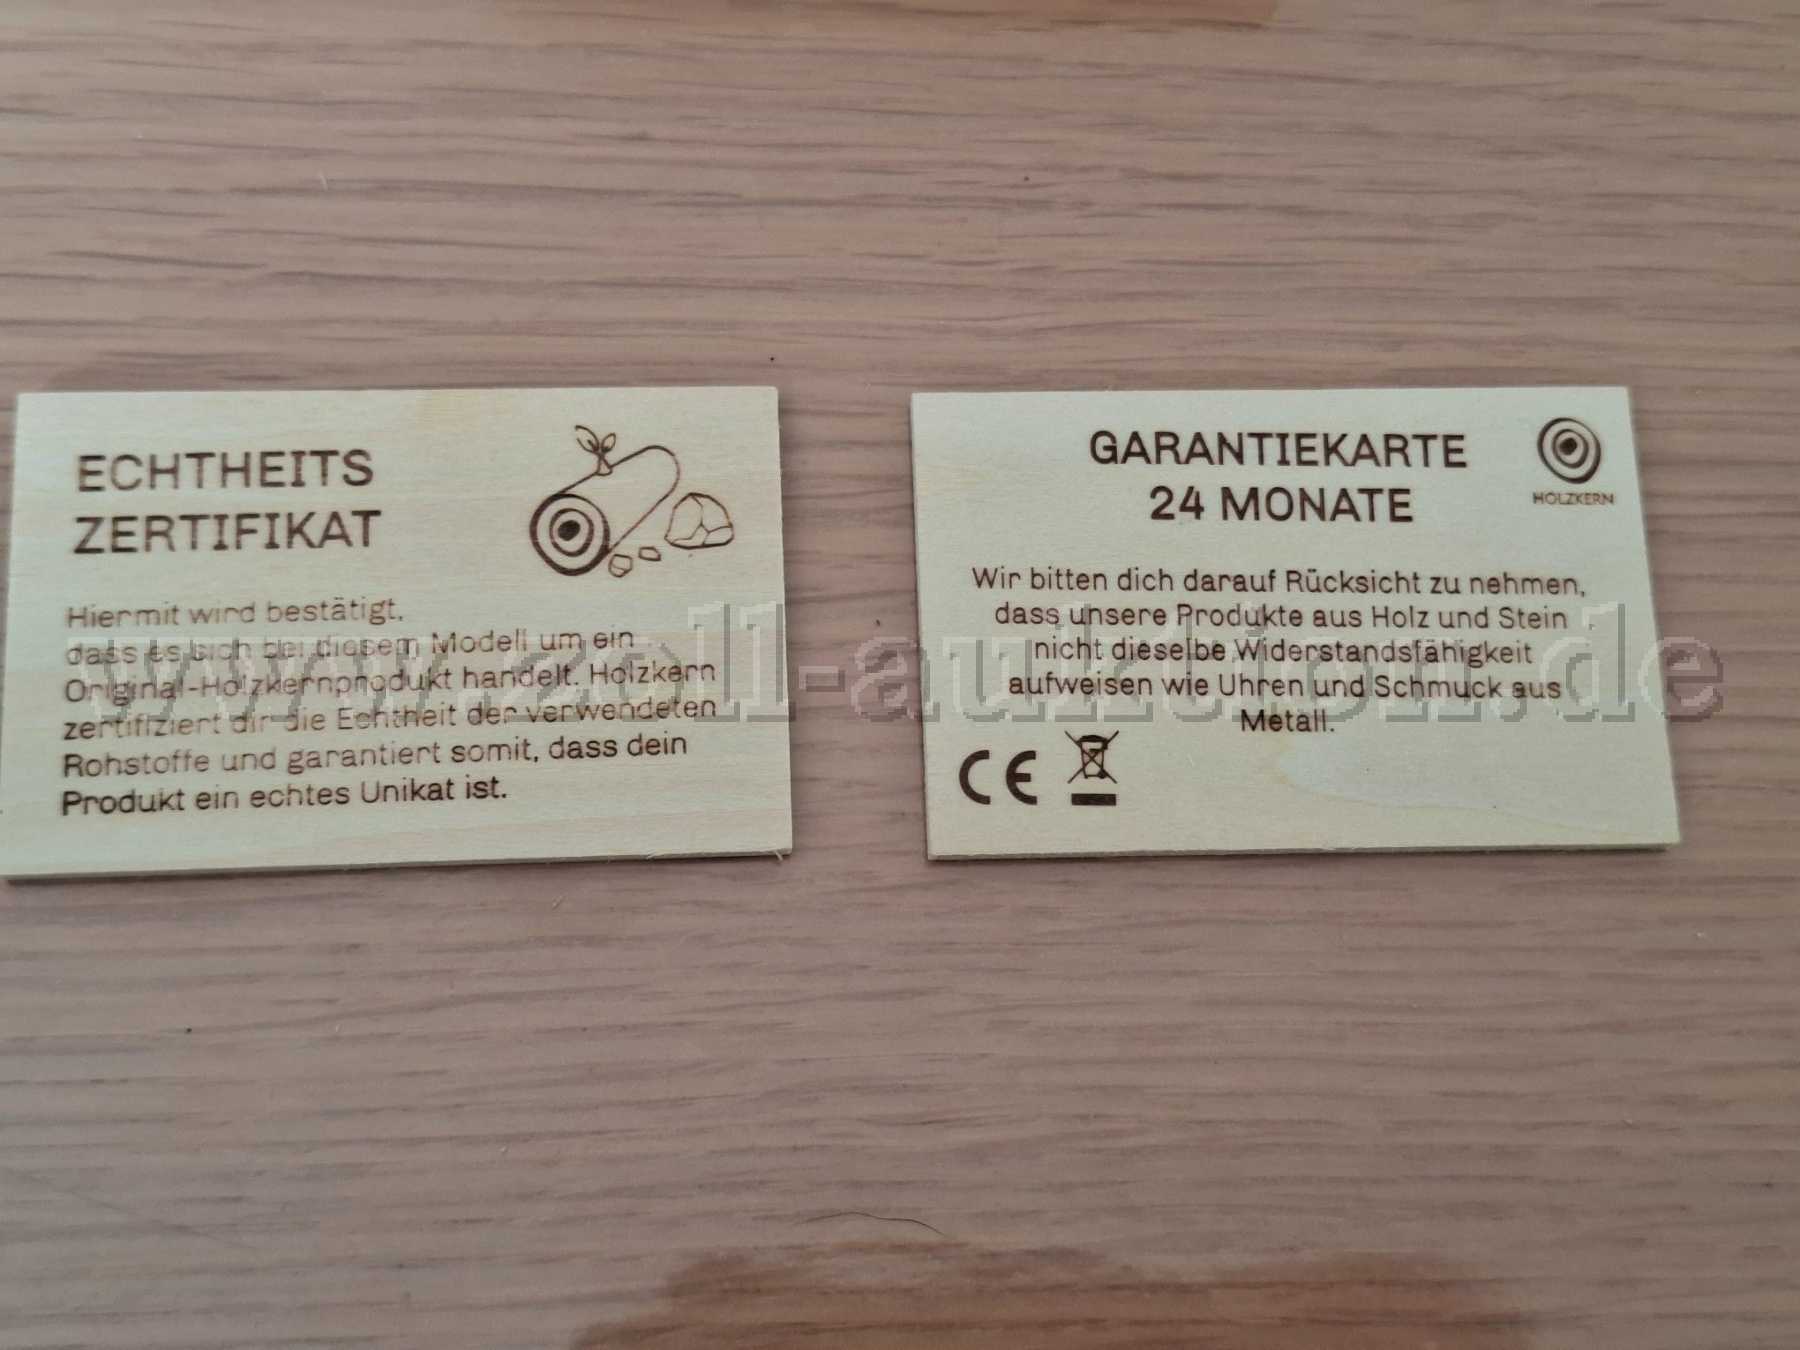 ECHTHEITS
ZERTIFIKAT
Hiermit wird bestätigt,
dass es sich bei diesem Modell um ein
Original-Holzkernprodukt handelt. Holzkern
zertifiziert dir die Echtheit der verwendeten
Rohstoffe und garantiert somit, dass dein
Produkt ein echtes Unikat ist.
GARANTIEKARTE
24 MONATE
HOLZKERN
Wir bitten dich darauf Rücksicht zu nehmen,
dass unsere Produkte aus Holz und Stein
nicht dieselbe Widerstandsfähigkeit
aufweisen wie Uhren und Schmuck aus
Metall.
CE
www.zoll-auktion.de